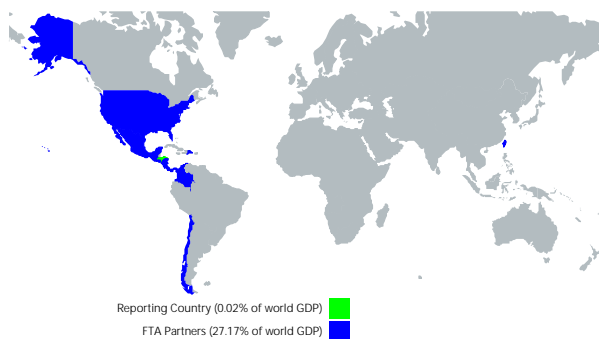 Reporting Country (0.02% of world GDP)
FTA Partners (27.17% of world GDP)